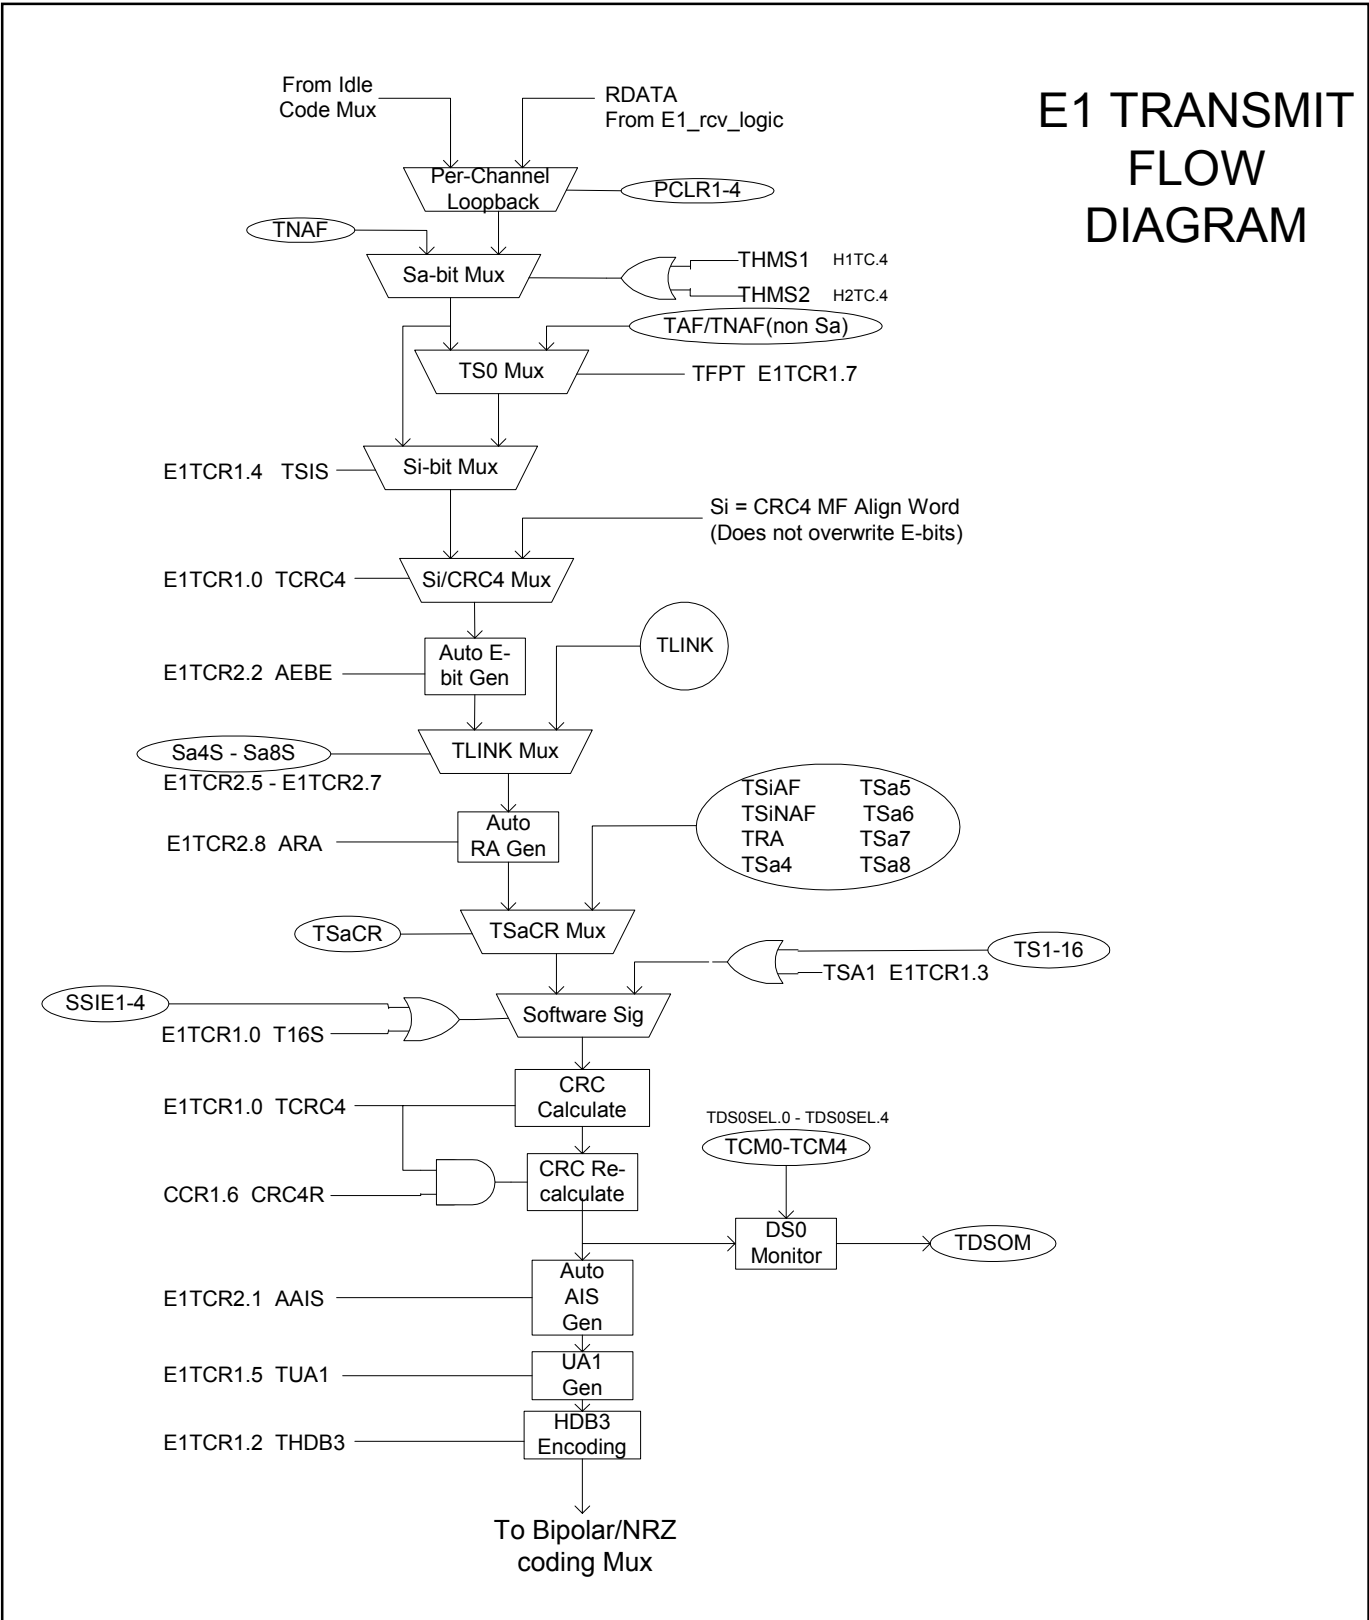 E1 TRANSMIT
FLOW
DIAGRAM
From Idle
Code Mux
RDATA
From E1_rcv_logic
Per-Channel
Loopback
PCLR1-4
TNAF
Sa-bit Mux
THMS1 H1TC.4
THMS2 H2TC.4
TAF/TNAF(non Sa)
TS0 Mux
TFPT E1TCR1.7
E1TCR1.4 TSIS
Si-bit Mux
Si = CRC4 MF Align Word
(Does not overwrite E-bits)
E1TCR1.0 TCRC4
Si/CRC4 Mux
TLINK
Auto E-
bit Gen
E1TCR2.2 AEBE
Sa4S - Sa8S
TLINK Mux
E1TCR2.5 - E1TCR2.7
TSiAF TSa5
TSiNAF TSa6
TRA TSa7
TSa4 TSa8
Auto
RA Gen
E1TCR2.8 ARA
TSaCR
TSaCR Mux
TS1-16
TSA1 E1TCR1.3
SSIE1-4
Software Sig
E1TCR1.0 T16S
CRC
Calculate
E1TCR1.0 TCRC4
TDS0SEL.0 - TDS0SEL.4
TCM0-TCM4
CRC Re-
calculate
CCR1.6 CRC4R
DS0
Monitor
TDSOM
Auto
AIS
Gen
E1TCR2.1 AAIS
UA1
Gen
E1TCR1.5 TUA1
HDB3
Encoding
E1TCR1.2 THDB3
To Bipolar/NRZ
coding Mux